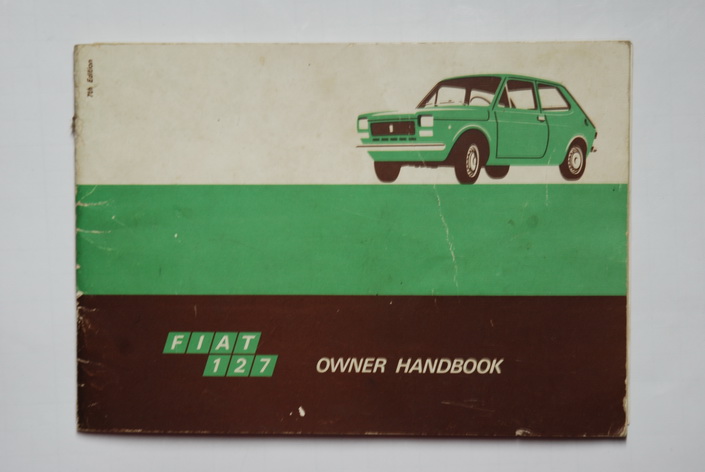 7th Edition
FIAT
127
OWNER HANDBOOK